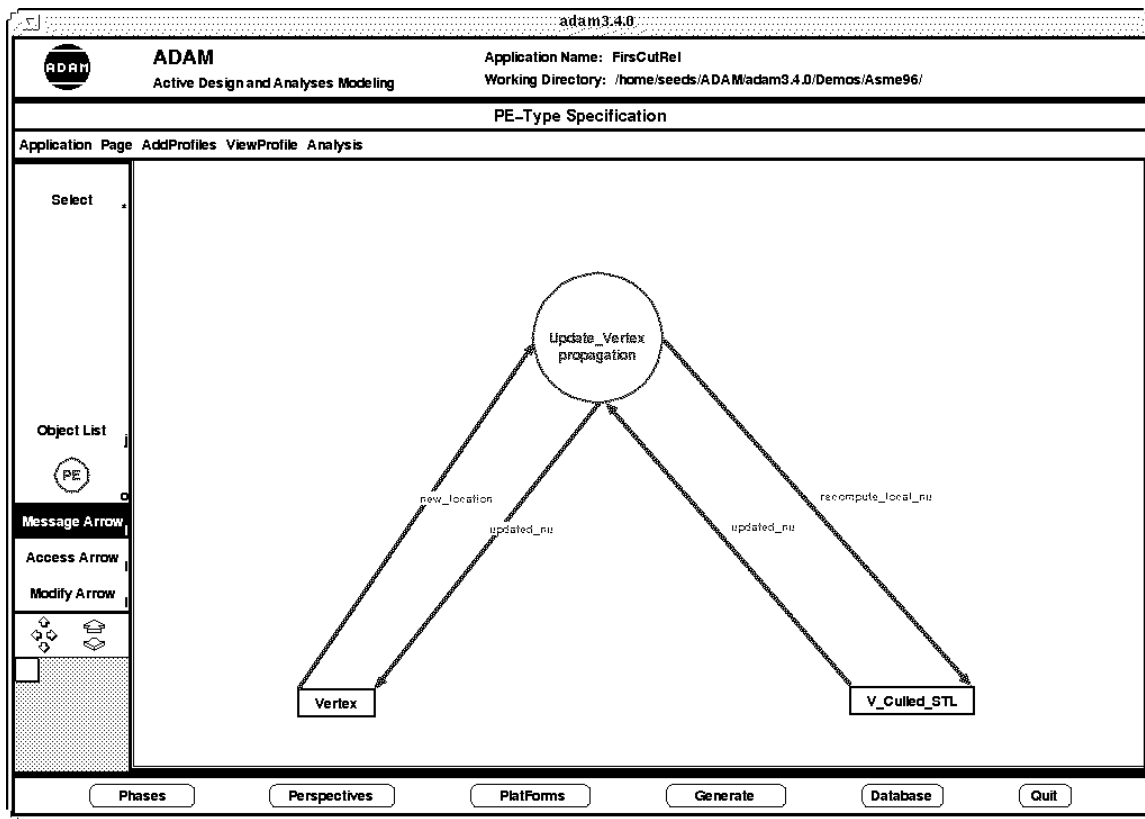 adam3.4.0
ADAM
ADAM
Active Design and Analyses Modeling
Application Name: FirsCutRel
Working Directory: /home/seeds/ADAM/adam3.4.0/Demos/Asme96/
PE-Type Specification
Application Page AddProfiles ViewProfile Analysis
Select
Update_Vertex
propagation
Object List
PE
new_location
recompute_local_nu
Message Arrow
updated_nu
updated_nu
Access Arrow
Modify Arrow
Vertex
V_Culled_STL
Phases Perspectives PlatForms Generate Database Quit